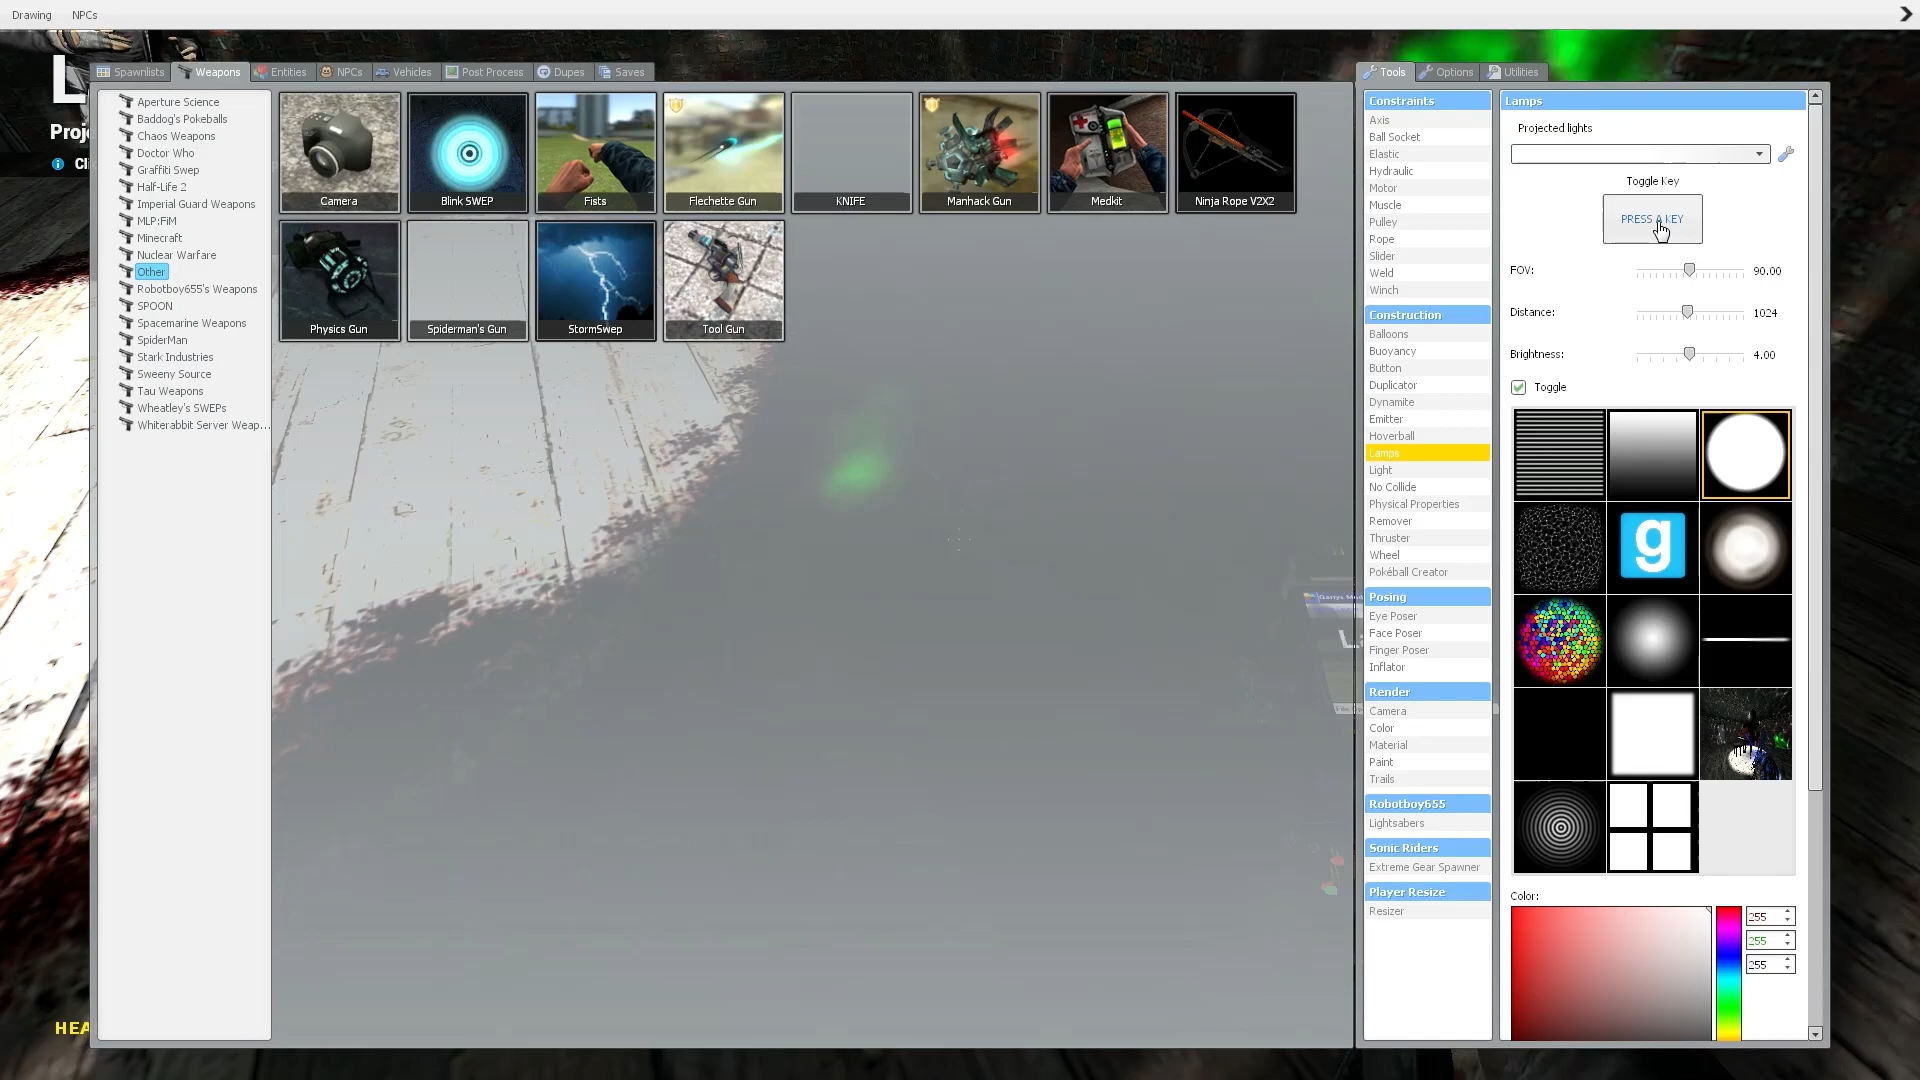 Drawing
NPCs
Proj
Cli
HEA
Spawnlists
Weapons
Entities
NPCs
Vehicles
Post Process
Dupes
Saves
Aperture Science
Baddog's Pokeballs
Chaos Weapons
Doctor Who
Graffiti Swep
Half-Life 2
Imperial Guard Weapons
MLP:FiM
Minecraft
Nuclear Warfare
Other
Robotboy655's Weapons
SPOON
Spacemarine Weapons
SpiderMan
Stark Industries
Sweeny Source
Tau Weapons
Wheatley's SWEPs
Whiterabbit Server Weap...
Camera
Blink SWEP
Fists
Flechette Gun
KNIFE
Manhack Gun
Medkit
Ninja Rope V2X2
Physics Gun
Spiderman's Gun
StormSwep
Tool Gun
Tools
Options
Utilities
Constraints
Axis
Ball Socket
Elastic
Hydraulic
Motor
Muscle
Pulley
Rope
Slider
Weld
Winch
Construction
Balloons
Buoyancy
Button
Duplicator
Dynamite
Emitter
Hoverball
Lamps
Light
No Collide
Physical Properties
Remover
Thruster
Wheel
Pokéball Creator
Posing
Eye Poser
Face Poser
Finger Poser
Inflator
Render
Camera
Color
Material
Paint
Trails
Robotboy655
Lightsabers
Sonic Riders
Extreme Gear Spawner
Player Resize
Resizer
Lamps
Projected lights
Toggle Key
PRESS A KEY
FOV: 90.00
Distance: 1024
Brightness: 4.00
Toggle
g
Color:
255
255
255